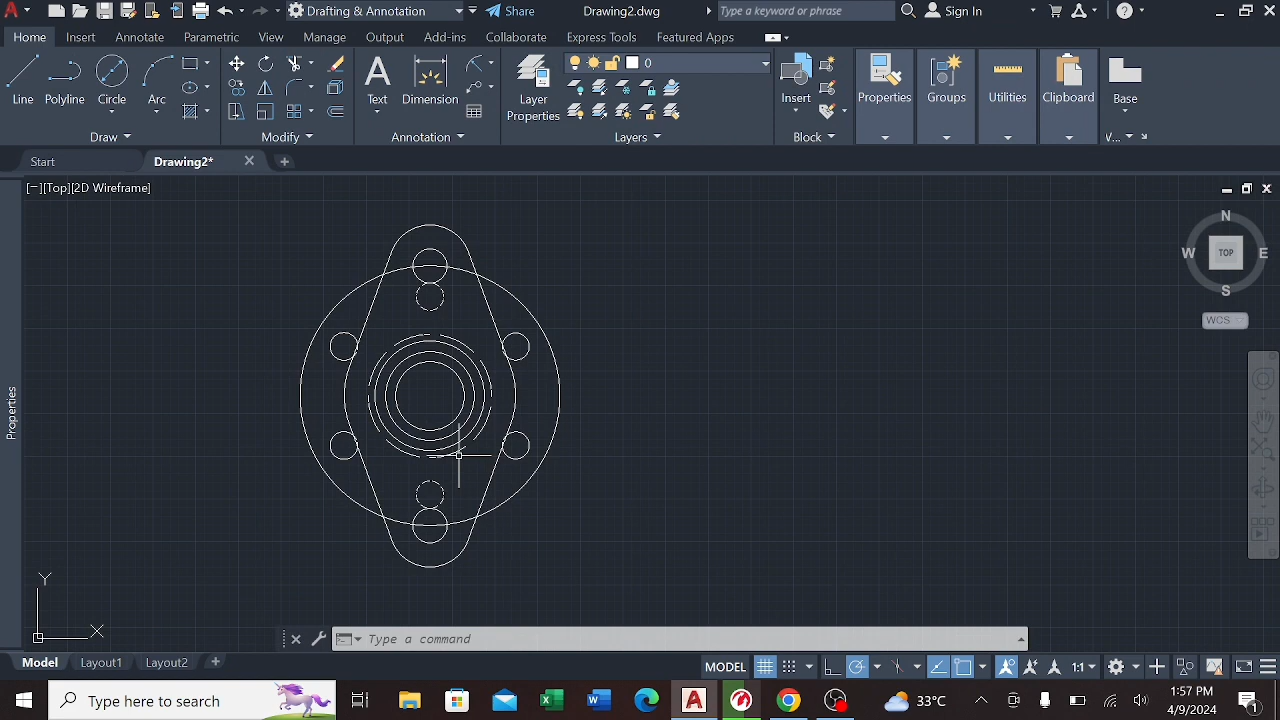 Drafting & Annotation
Share
Drawing2.dwg
Type a keyword or phrase
Sign In
Home
Insert
Annotate
Parametric
View
Manage
Output
Add-ins
Collaborate
Express Tools
Featured Apps
0
Line
Polyline
Circle
Arc
Text
Dimension
Layer
Properties
Insert
Properties
Groups
Utilities
Clipboard
Base
Draw
Modify
Annotation
Layers
Block
V...
Start
Drawing2*
[−][Top][2D Wireframe]
N
W
TOP
E
S
WCS
Properties
Y
X
Type a command
Model
Layout1
Layout2
MODEL
1:1
Type here to search
33°C
1:57 PM
4/9/2024
1